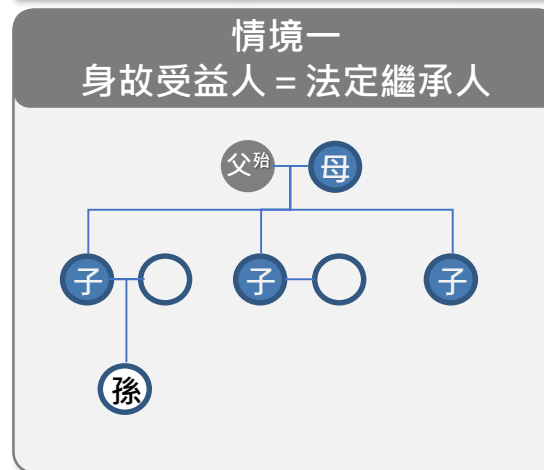 情境一
身故受益人 = 法定繼承人
父殆 母
子 子 子
孫